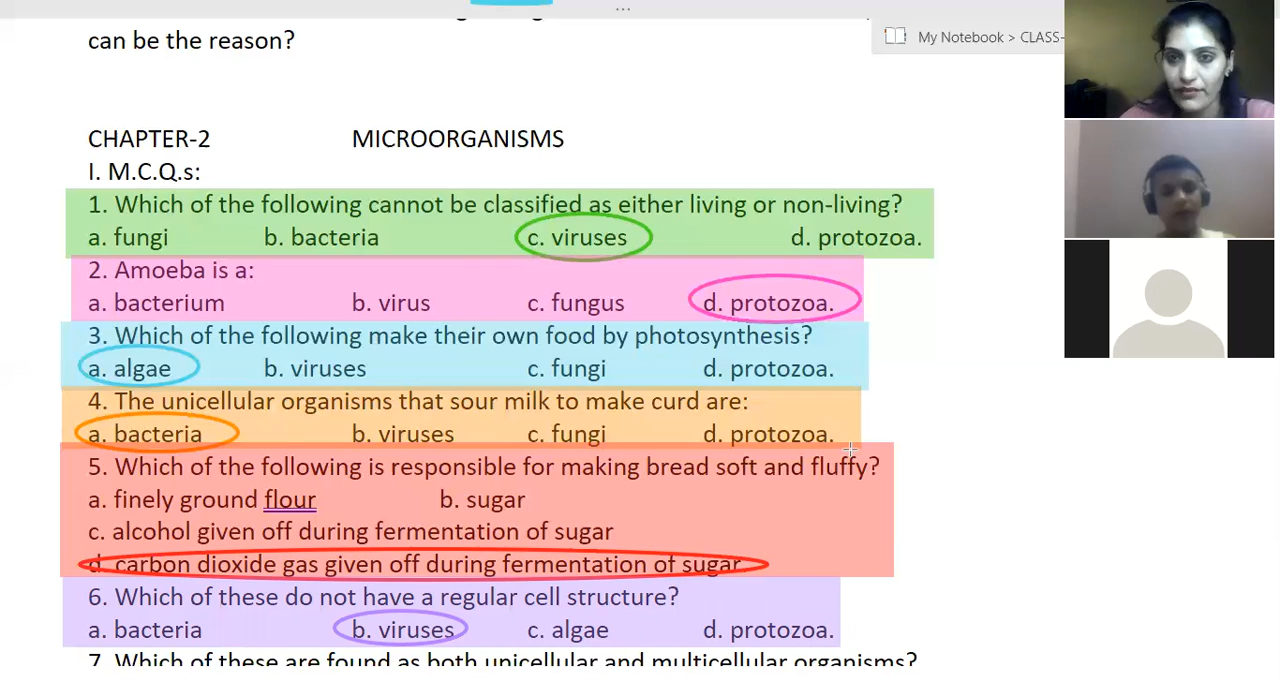 ...
can be the reason?
My Notebook > CLASS-
CHAPTER-2 MICROORGANISMS
I. M.C.Q.s:
1. Which of the following cannot be classified as either living or non-living?
a. fungi b. bacteria c. viruses d. protozoa.
2. Amoeba is a:
a. bacterium b. virus c. fungus d. protozoa.
3. Which of the following make their own food by photosynthesis?
a. algae b. viruses c. fungi d. protozoa.
4. The unicellular organisms that sour milk to make curd are:
a. bacteria b. viruses c. fungi d. protozoa.
5. Which of the following is responsible for making bread soft and fluffy?
a. finely ground flour b. sugar
c. alcohol given off during fermentation of sugar
d. carbon dioxide gas given off during fermentation of sugar.
6. Which of these do not have a regular cell structure?
a. bacteria b. viruses c. algae d. protozoa.
7. Which of these are found as both unicellular and multicellular organisms?